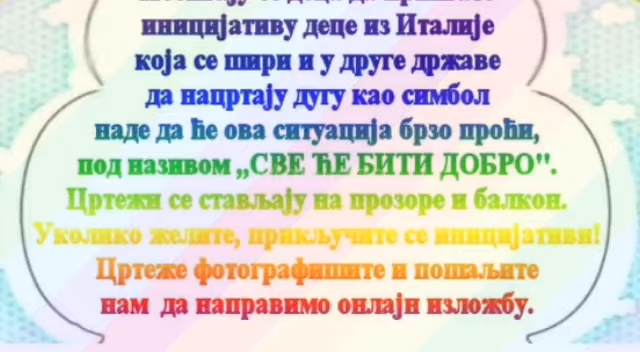 иницијативу деце из Италије
која се шири и у друге државе
да нацртају дугу као симбол
наде да ће ова ситуација брзо проћи,
под називом „СВЕ ЋЕ БИТИ ДОБРО".
Цртежи се стављају на прозоре и балкон.
Уколико желите, прикључите се иницијативи!
Цртеже фотографишите и пошаљите
нам да направимо онлајн изложбу.